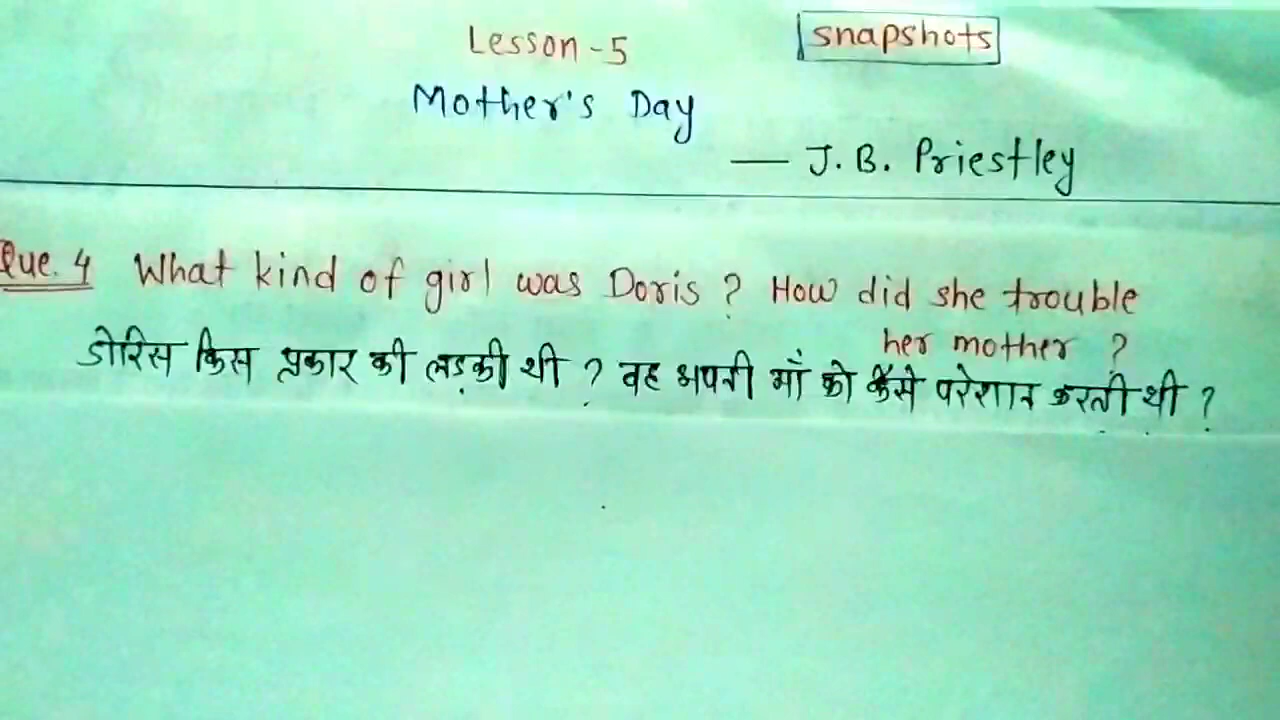 Lesson - 5
snapshots
Mother's Day
— J. B. Priestley
Que. 4 What kind of girl was Doris ? How did she trouble
her mother ?
डोरिस किस प्रकार की लड़की थी ? वह अपनी माँ को कैसे परेशान करती थी ?